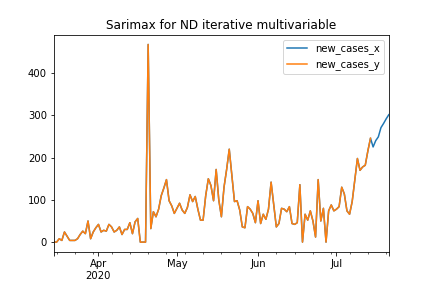 Sarimax for ND iterative multivariable
new_cases_x
new_cases_y
400
300
200
100
0
Apr
2020
May
Jun
Jul